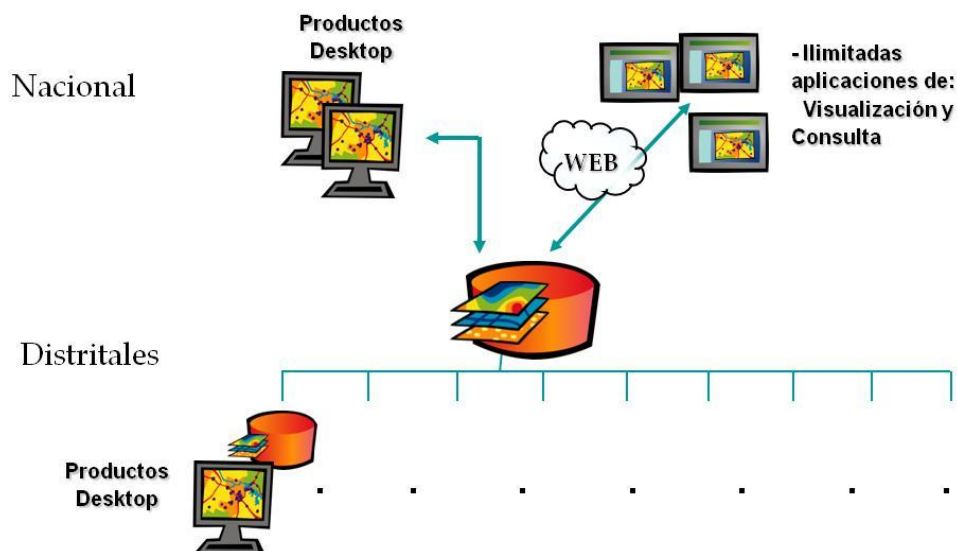 Productos
Desktop
Nacional
- Ilimitadas
aplicaciones de:
Visualización y
Consulta
WEB
Distritales
Productos
Desktop